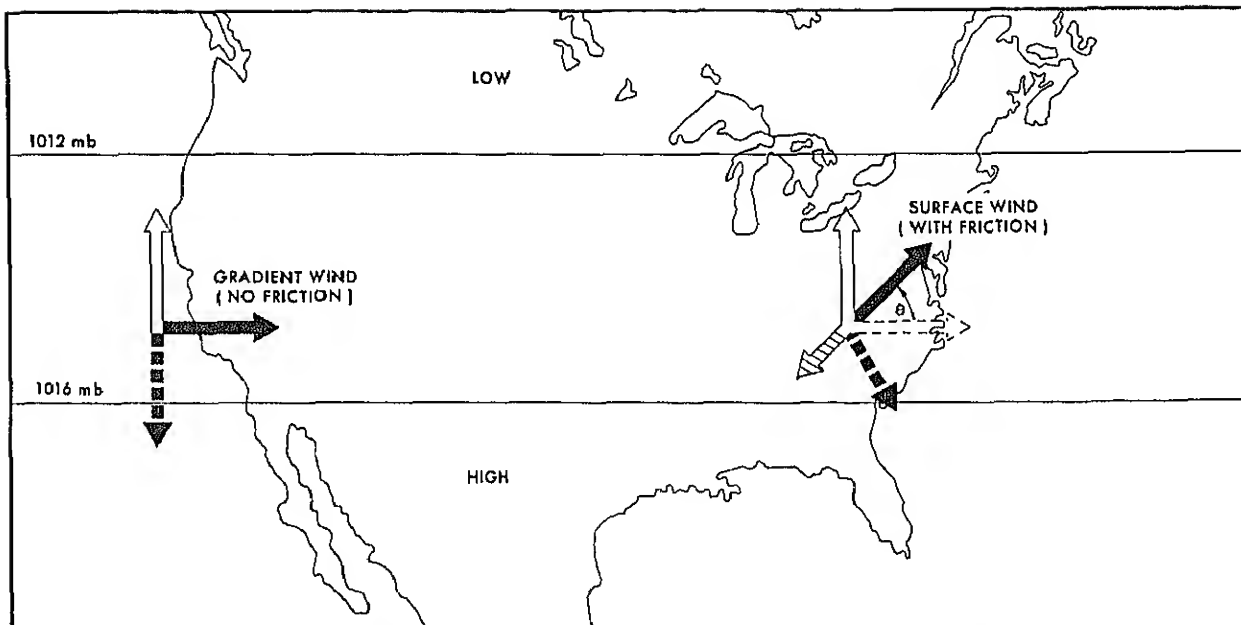 LOW
1012 mb
SURFACE WIND
( WITH FRICTION )
GRADIENT WIND
( NO FRICTION ]
θ
1016 mb
HIGH